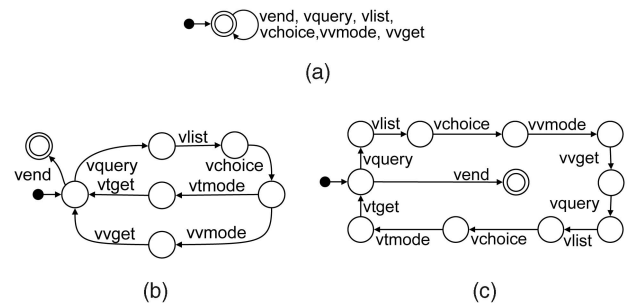 vend, vquery, vlist,
vchoice,vvmode, vvget
(a)
vlist
vquery
vchoice
vend
vtget
vtmode
vvget
vvmode
(b)
vlist
vchoice
vvmode
vquery
vvget
vend
vtget
vquery
vtmode
vchoice
vlist
(c)